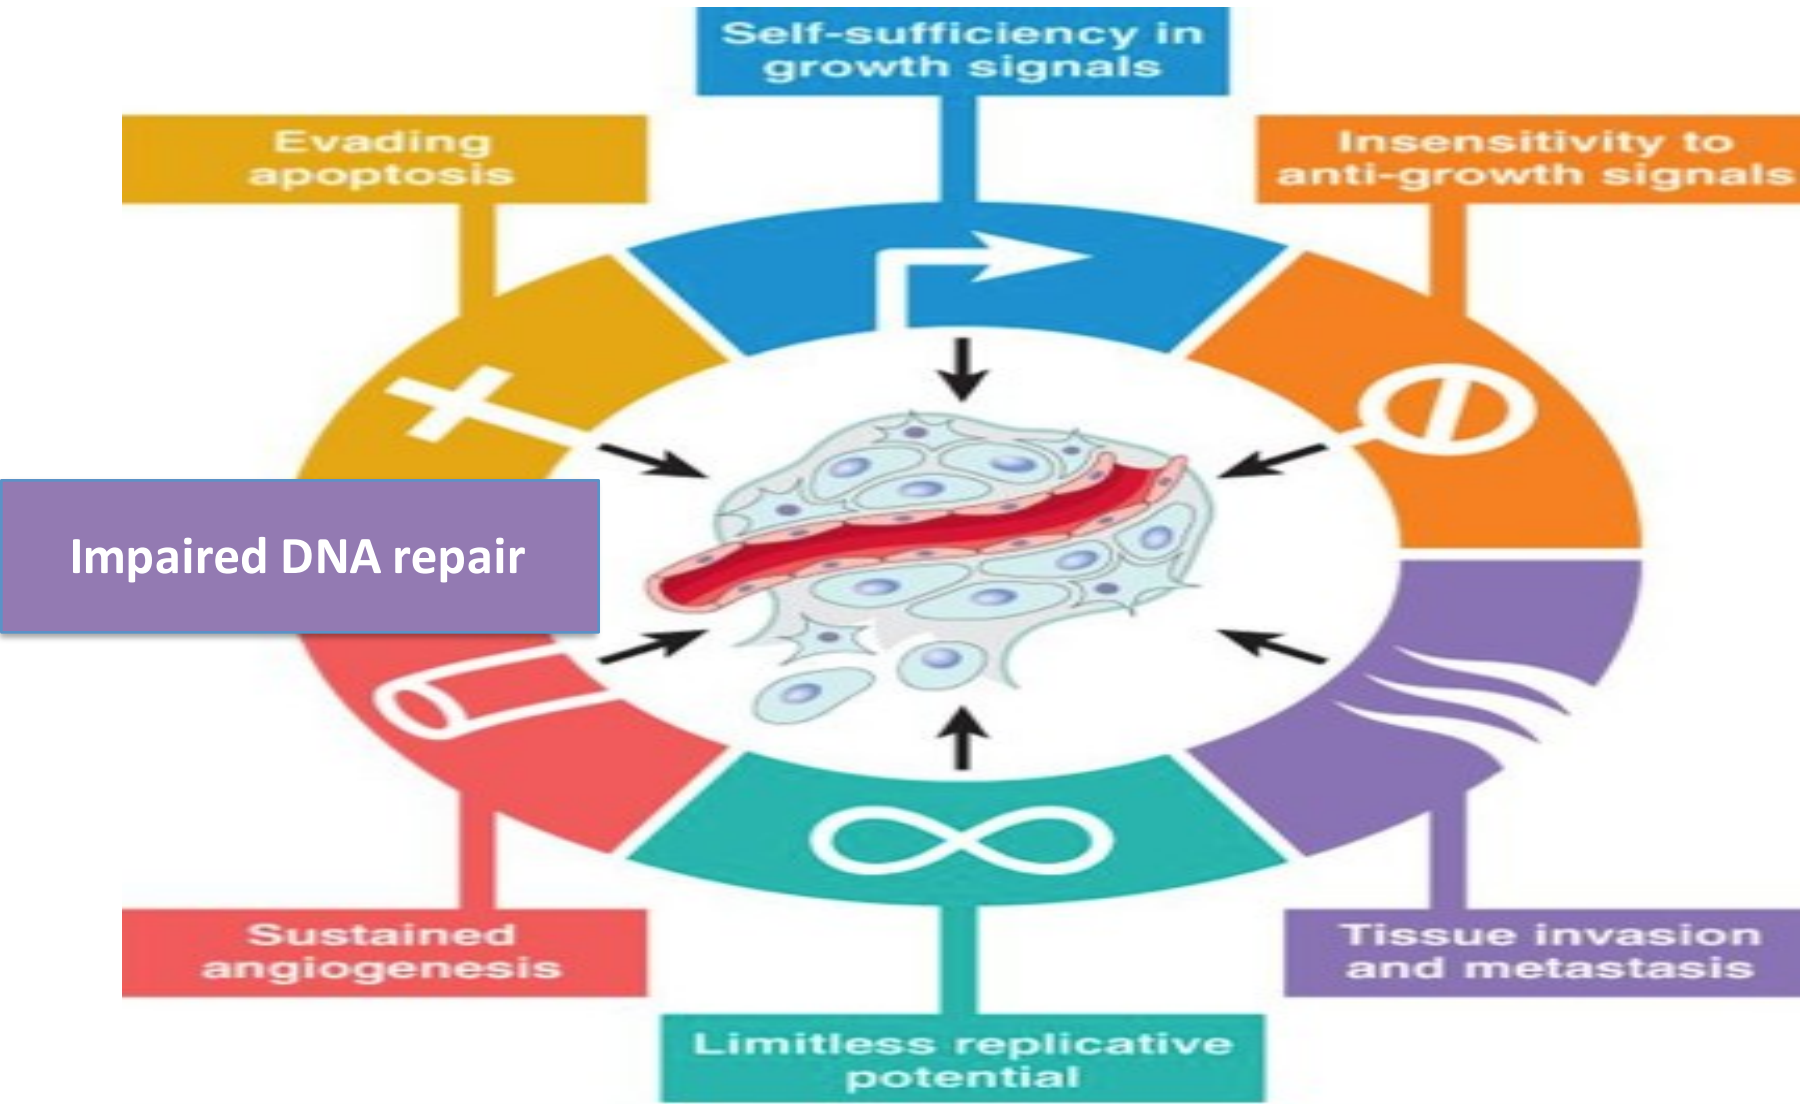 Self-sufficiency in
growth signals
Evading
apoptosis
Insensitivity to
anti-growth signals
Impaired DNA repair
Sustained
angiogenesis
Tissue invasion
and metastasis
Limitless replicative
potential